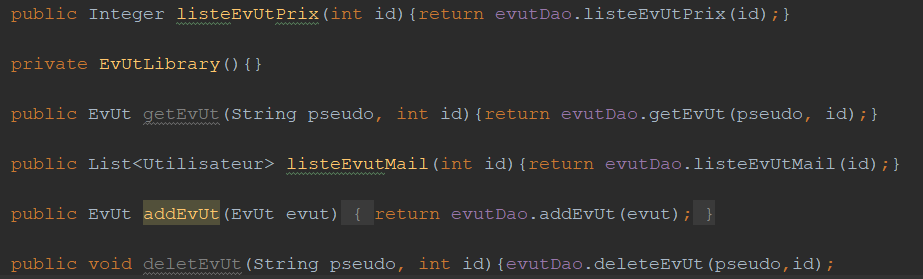 public Integer listeEvUtPrix(int id){return evutDao.listeEvUtPrix(id);}
private EvUtLibrary(){}
public EvUt getEvUt(String pseudo, int id){return evutDao.getEvUt(pseudo, id);}
public List<Utilisateur> listeEvutMail(int id){return evutDao.listeEvUtMail(id);}
public EvUt addEvUt(EvUt evut) { return evutDao.addEvUt(evut); }
public void deletEvUt(String pseudo, int id){evutDao.deleteEvUt(pseudo,id);